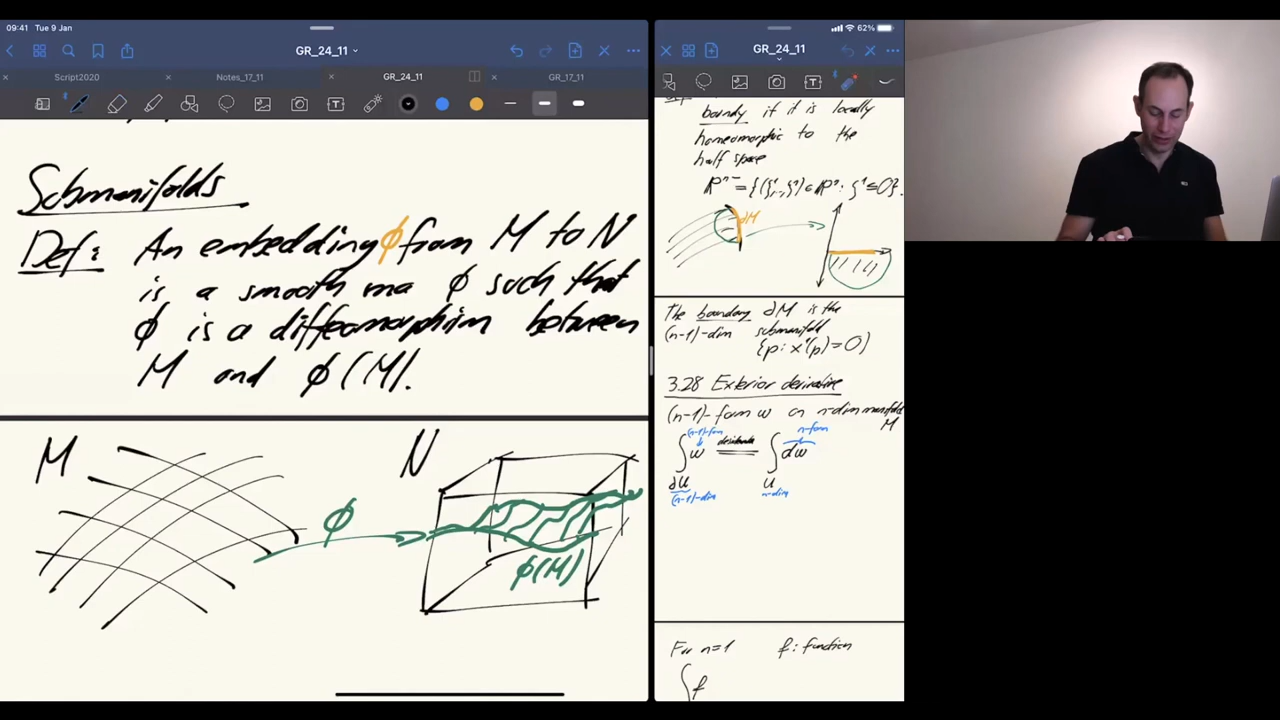 09:41 Tue 9 Jan
62%
GR_24_11
GR_24_11
Script2020
Notes_17_11
GR_24_11
GR_17_11
Submanifolds
Def: An embedding ϕ from M to N
is a smooth ma ϕ such that
ϕ is a diffeomorphim between
M and ϕ(M).
M
ϕ
N
ϕ(M)
boundy if it is locally
homeomorphic to the
half space
∂M
The boundary ∂M is the
(n-1)-dim submanifold
{p: x¹(p)=0}
3.28 Exterior derivative
(n-1)-form ω on n-dim manifold
M
(n-1)-form
n-form
∫ ω = ∫ dω
∂U U
(n-1)-dim n-dim
For n=1 f: function
∫ f